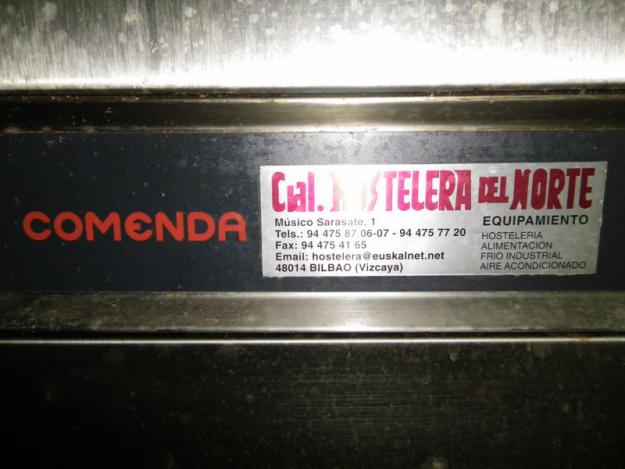 COMENDA
Cial. HOSTELERA DEL NORTE
Músico Sarasate, 1
Tels.: 94 475 87 06-07 - 94 475 77 20
Fax: 94 475 41 65
Email: hostelera@euskalnet.net
48014 BILBAO (Vizcaya)
EQUIPAMIENTO
HOSTELERIA
ALIMENTACION
FRIO INDUSTRIAL
AIRE ACONDICIONADO